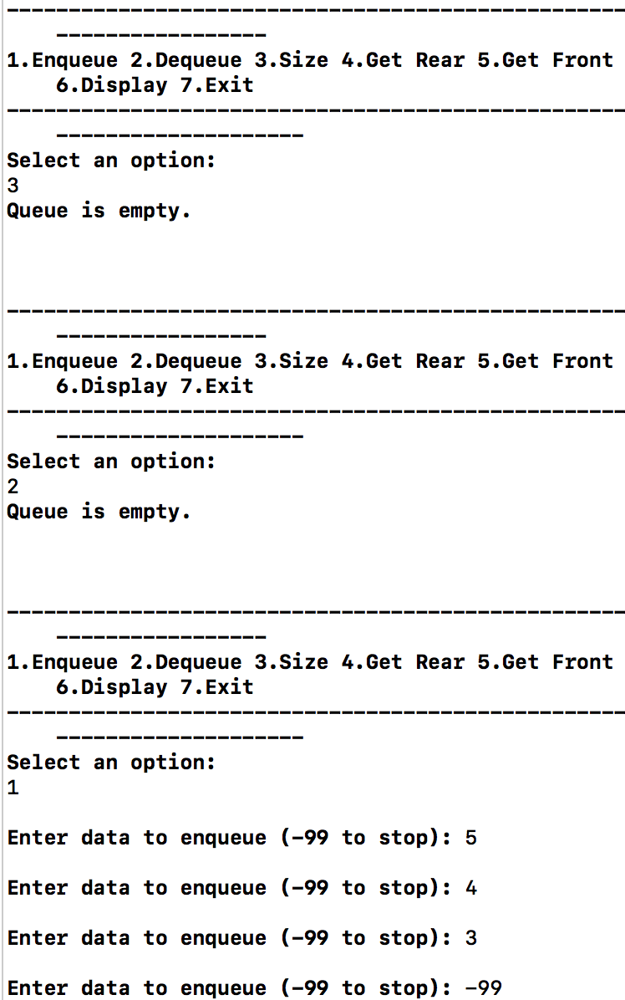 --------------------------------------------------
-----------------
1.Enqueue 2.Dequeue 3.Size 4.Get Rear 5.Get Front
6.Display 7.Exit
--------------------------------------------------
--------------------
Select an option:
3
Queue is empty.
--------------------------------------------------
-----------------
1.Enqueue 2.Dequeue 3.Size 4.Get Rear 5.Get Front
6.Display 7.Exit
--------------------------------------------------
--------------------
Select an option:
2
Queue is empty.
--------------------------------------------------
-----------------
1.Enqueue 2.Dequeue 3.Size 4.Get Rear 5.Get Front
6.Display 7.Exit
--------------------------------------------------
--------------------
Select an option:
1
Enter data to enqueue (-99 to stop): 5
Enter data to enqueue (-99 to stop): 4
Enter data to enqueue (-99 to stop): 3
Enter data to enqueue (-99 to stop): -99